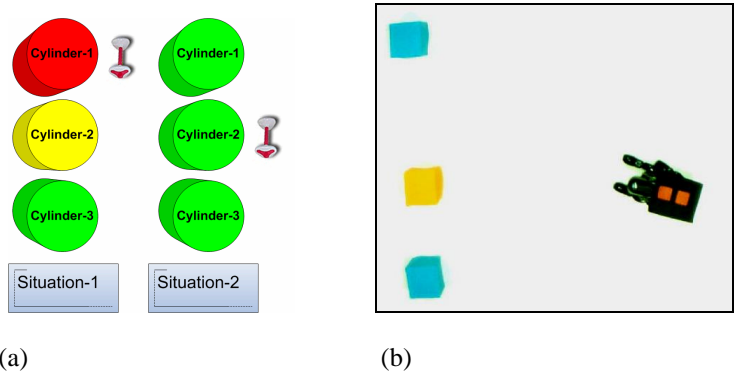 Cylinder-1
Cylinder-1
Cylinder-2
Cylinder-2
Cylinder-3
Cylinder-3
Situation-1
Situation-2
(a)
(b)